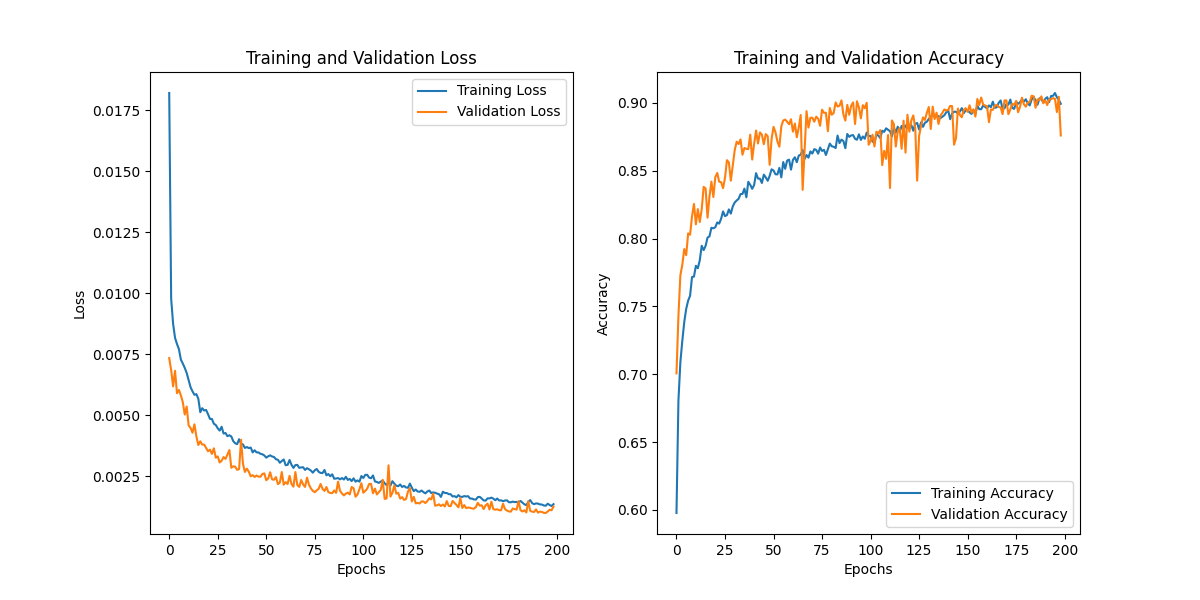 Training and Validation Loss
Training Loss
Validation Loss
0.0175
0.0150
0.0125
0.0100
0.0075
0.0050
0.0025
Loss
0 25 50 75 100 125 150 175 200
Epochs
Training and Validation Accuracy
0.90
0.85
0.80
0.75
0.70
0.65
0.60
Accuracy
Training Accuracy
Validation Accuracy
0 25 50 75 100 125 150 175 200
Epochs